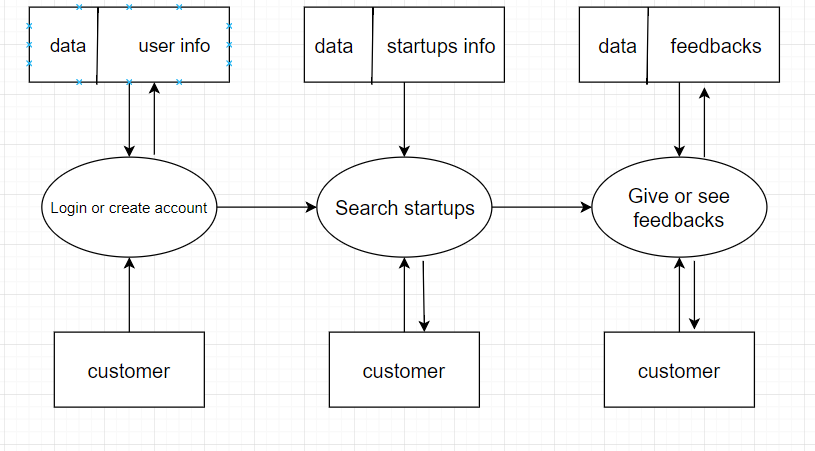 data user info
data startups info
data feedbacks
Login or create account
Search startups
Give or see
feedbacks
customer
customer
customer